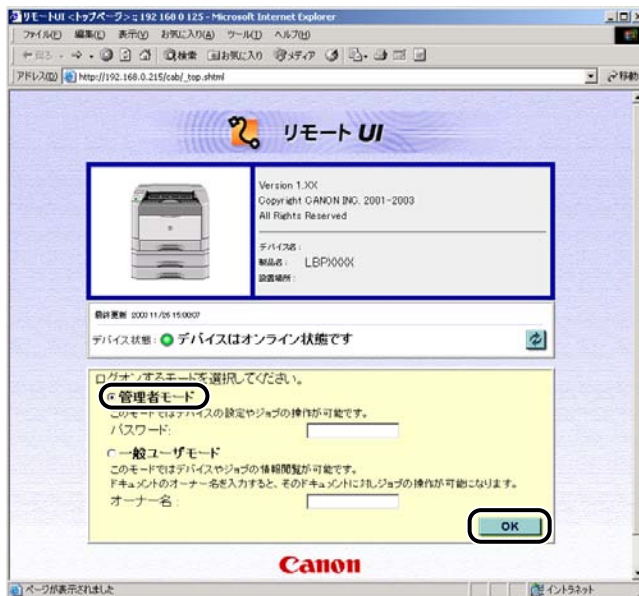 リモートUI <トップページ> : ; 192 168 0 125 - Microsoft Internet Explorer
ファイル(F) 編集(E) 表示(V) お気に入り(A) ツール(T) ヘルプ(H)
戻る 検索 お気に入り メディア
アドレス(D) http://192.168.0.215/cab/_top.shtml 移動
リモート UI
Version 1.XX
Copyright CANON INC. 2001-2003
All Rights Reserved
デバイス名 :
製品名 : LBPXXXX
設置場所 :
最終更新
デバイス状態 : デバイスはオンライン状態です
ログオンするモードを選択してください。
管理者モード
このモードではデバイスの設定やジョブの操作が可能です。
パスワード:
一般ユーザモード
このモードではデバイスやジョブの情報閲覧が可能です。
ドキュメントのオーナー名を入力すると、そのドキュメントに対しジョブの操作が可能になります。
オーナー名 :
OK
Canon
ページが表示されました イントラネット